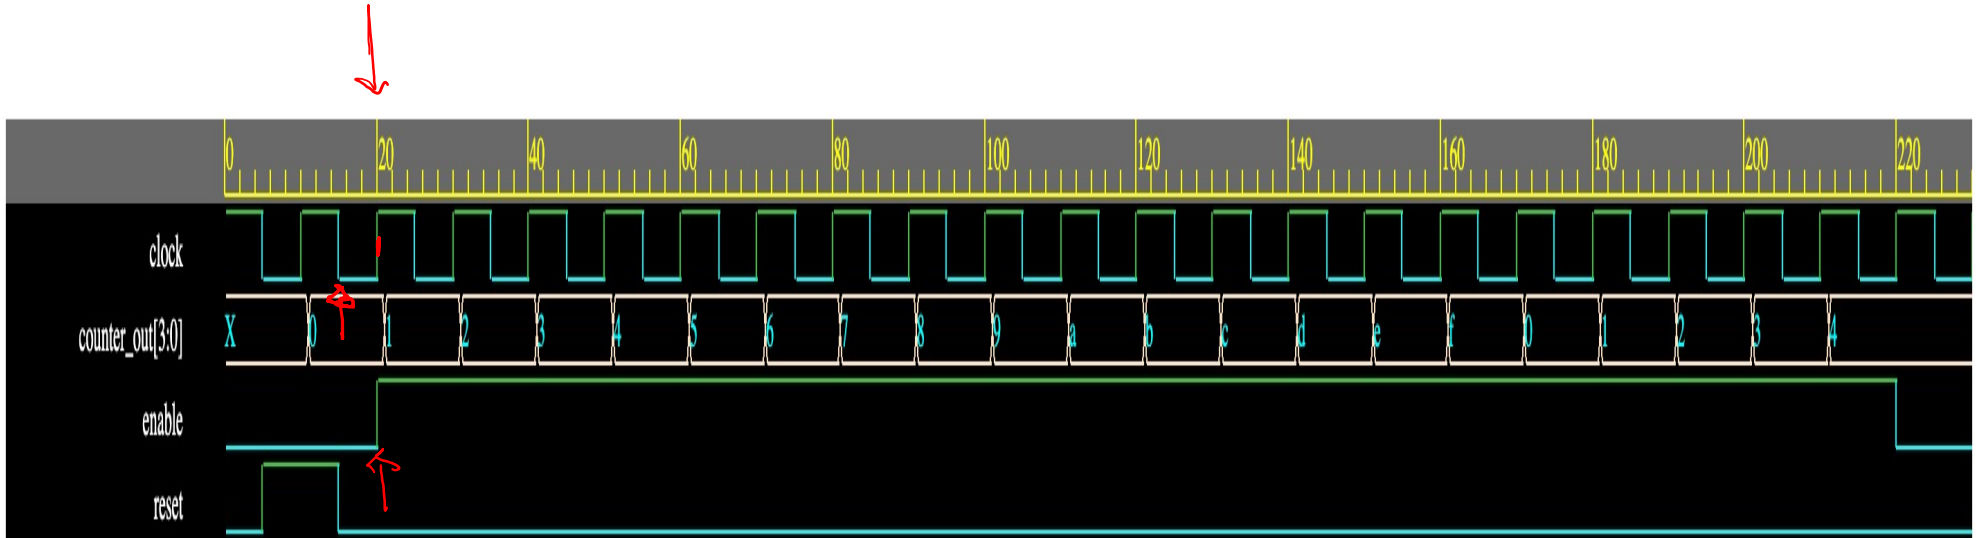 0 20 40 60 80 100 120 140 160 180 200 220
clock
counter_out[3:0] X 0 1 2 3 4 5 6 7 8 9 a b c d e f 0 1 2 3 4
enable
reset